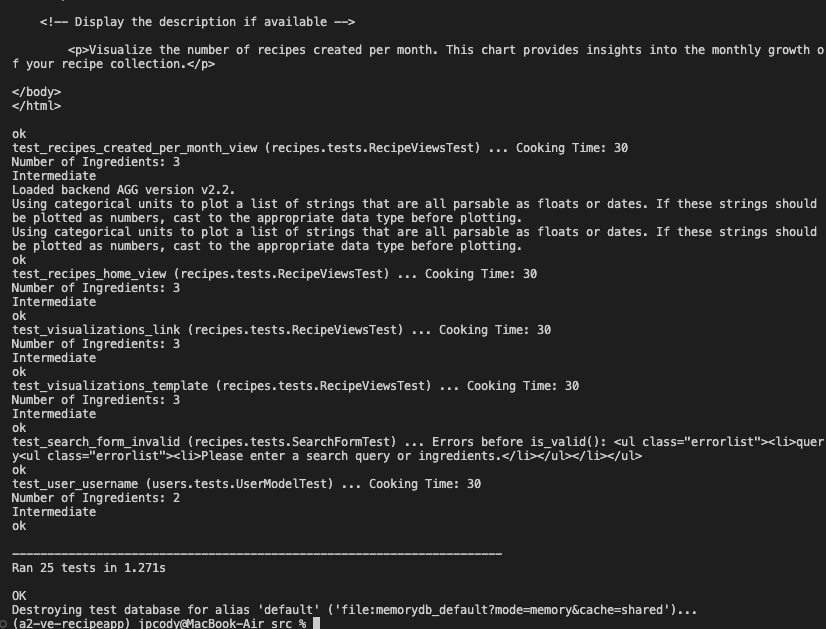 <!-- Display the description if available -->
<p>Visualize the number of recipes created per month. This chart provides insights into the monthly growth o
f your recipe collection.</p>
</body>
</html>
ok
test_recipes_created_per_month_view (recipes.tests.RecipeViewsTest) ... Cooking Time: 30
Number of Ingredients: 3
Intermediate
Loaded backend AGG version v2.2.
Using categorical units to plot a list of strings that are all parsable as floats or dates. If these strings should
be plotted as numbers, cast to the appropriate data type before plotting.
Using categorical units to plot a list of strings that are all parsable as floats or dates. If these strings should
be plotted as numbers, cast to the appropriate data type before plotting.
ok
test_recipes_home_view (recipes.tests.RecipeViewsTest) ... Cooking Time: 30
Number of Ingredients: 3
Intermediate
ok
test_visualizations_link (recipes.tests.RecipeViewsTest) ... Cooking Time: 30
Number of Ingredients: 3
Intermediate
ok
test_visualizations_template (recipes.tests.RecipeViewsTest) ... Cooking Time: 30
Number of Ingredients: 3
Intermediate
ok
test_search_form_invalid (recipes.tests.SearchFormTest) ... Errors before is_valid(): <ul class="errorlist"><li>quer
y<ul class="errorlist"><li>Please enter a search query or ingredients.</li></ul></li></ul>
ok
test_user_username (users.tests.UserModelTest) ... Cooking Time: 30
Number of Ingredients: 2
Intermediate
ok
----------------------------------------------------------------------
Ran 25 tests in 1.271s
OK
Destroying test database for alias 'default' ('file:memorydb_default?mode=memory&cache=shared')...
(a2-ve-recipeapp) jpcody@MacBook-Air src %